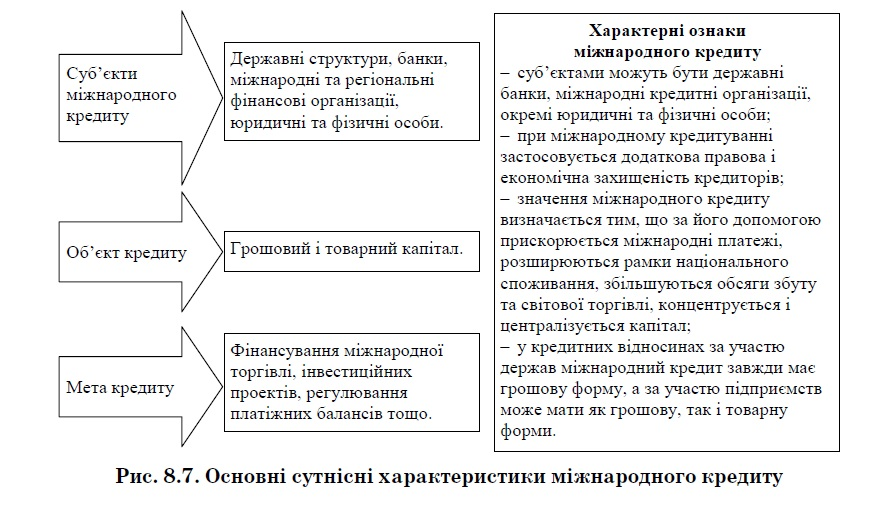 Суб’єкти
міжнародного
кредиту
Державні структури, банки,
міжнародні та регіональні
фінансові організації,
юридичні та фізичні особи.
Об’єкт кредиту
Грошовий і товарний капітал.
Мета кредиту
Фінансування міжнародної
торгівлі, інвестиційних
проектів, регулювання
платіжних балансів тощо.
Характерні ознаки
міжнародного кредиту
– суб’єктами можуть бути державні
банки, міжнародні кредитні організації,
окремі юридичні та фізичні особи;
– при міжнародному кредитуванні
застосовується додаткова правова і
економічна захищеність кредиторів;
– значення міжнародного кредиту
визначається тим, що за його допомогою
прискорюється міжнародні платежі,
розширюються рамки національного
споживання, збільшуються обсяги збуту
та світової торгівлі, концентрується і
централізується капітал;
– у кредитних відносинах за участю
держав міжнародний кредит завжди має
грошову форму, а за участю підприємств
може мати як грошову, так і товарну
форми.
Рис. 8.7. Основні сутнісні характеристики міжнародного кредиту